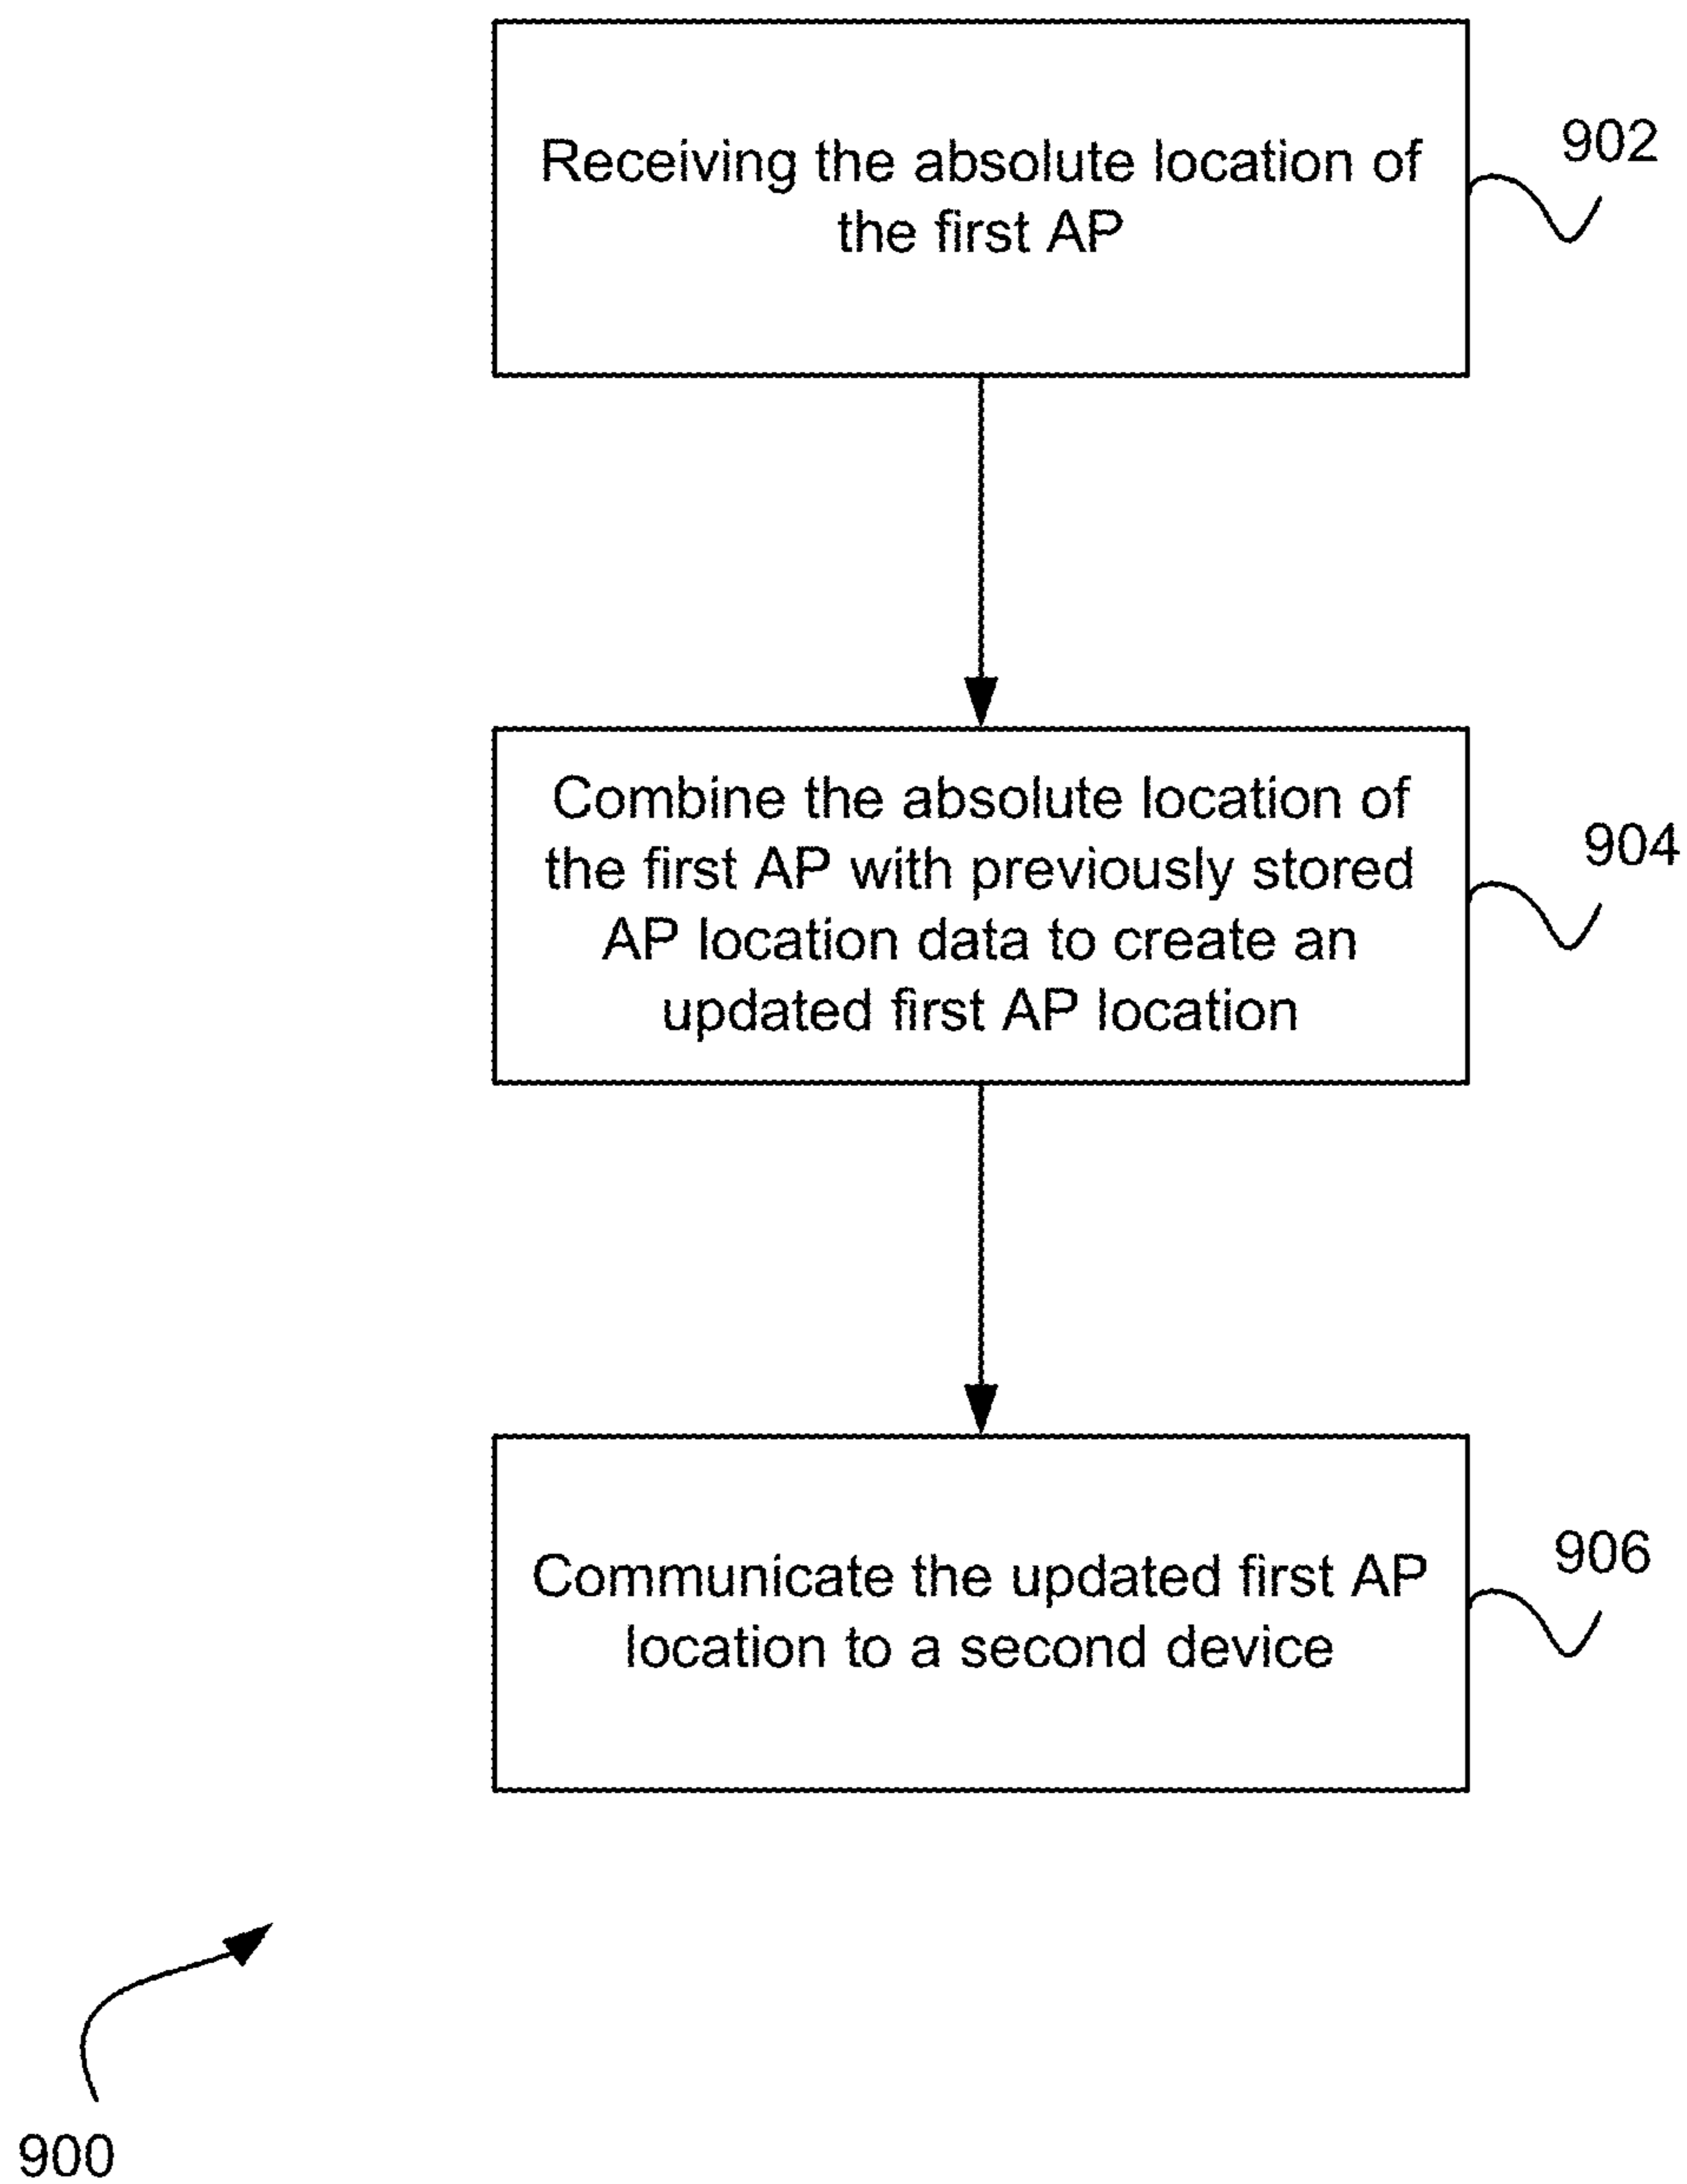 Receiving the absolute location of
the first AP
902
Combine the absolute location of
the first AP with previously stored
AP location data to create an
updated first AP location
904
Communicate the updated first AP
location to a second device
906
900